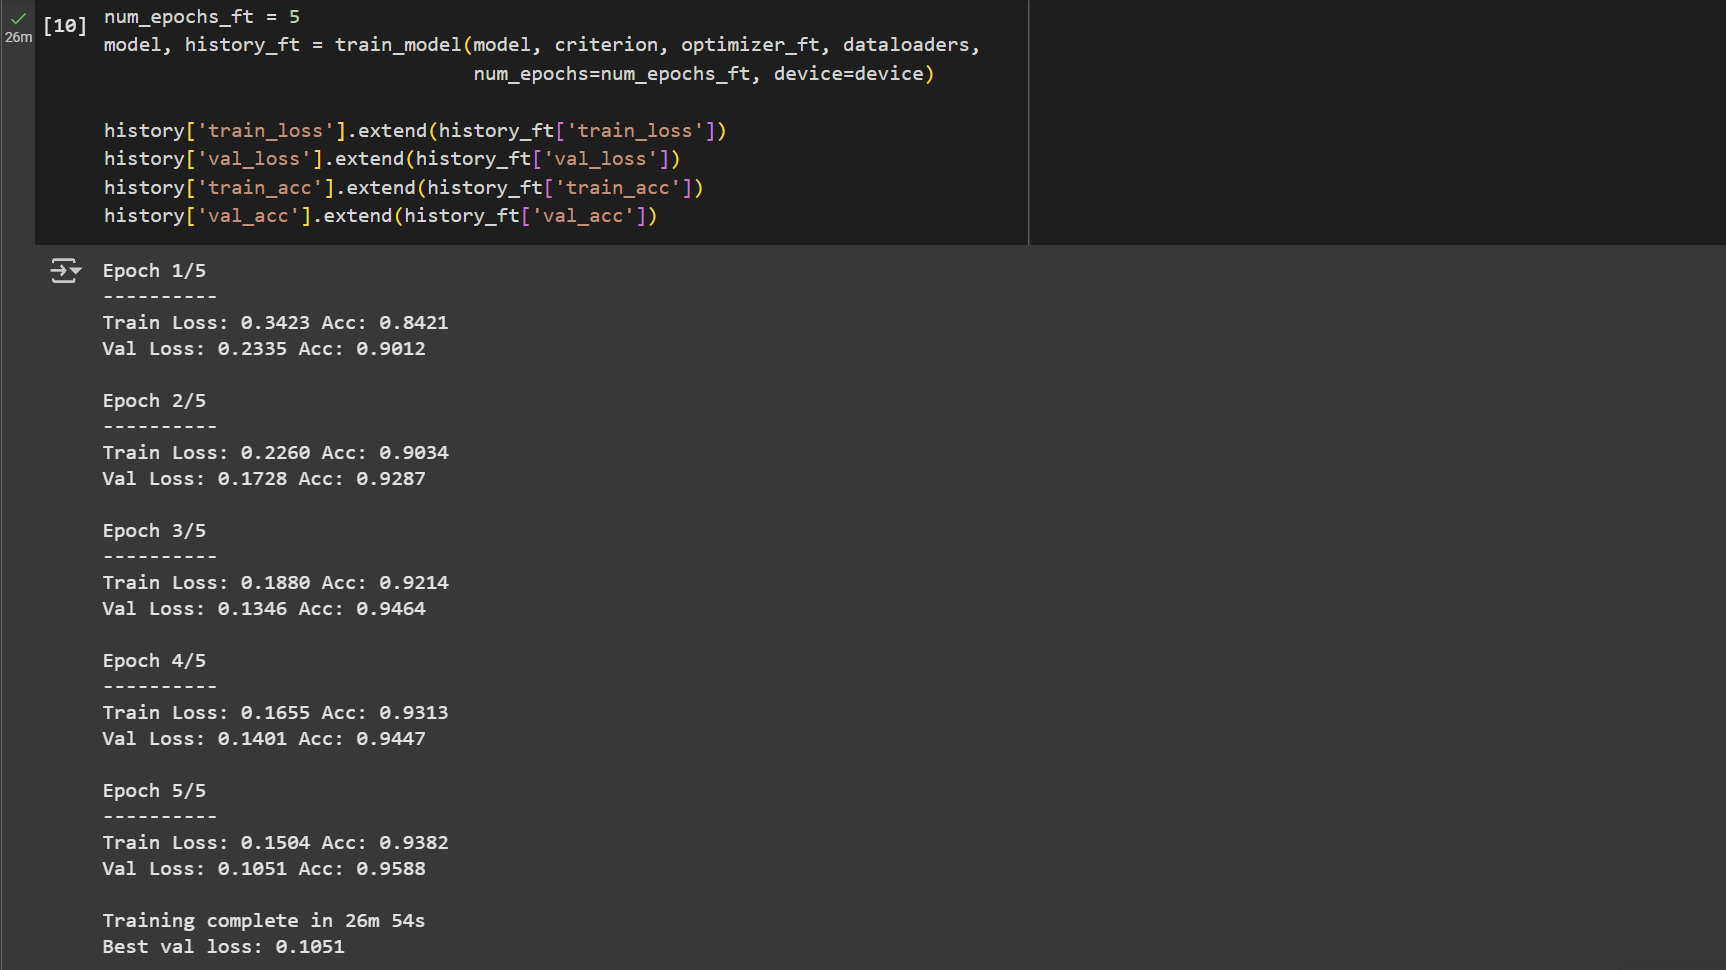 26m
[10]
num_epochs_ft = 5
model, history_ft = train_model(model, criterion, optimizer_ft, dataloaders,
num_epochs=num_epochs_ft, device=device)
history['train_loss'].extend(history_ft['train_loss'])
history['val_loss'].extend(history_ft['val_loss'])
history['train_acc'].extend(history_ft['train_acc'])
history['val_acc'].extend(history_ft['val_acc'])
Epoch 1/5
----------
Train Loss: 0.3423 Acc: 0.8421
Val Loss: 0.2335 Acc: 0.9012
Epoch 2/5
----------
Train Loss: 0.2260 Acc: 0.9034
Val Loss: 0.1728 Acc: 0.9287
Epoch 3/5
----------
Train Loss: 0.1880 Acc: 0.9214
Val Loss: 0.1346 Acc: 0.9464
Epoch 4/5
----------
Train Loss: 0.1655 Acc: 0.9313
Val Loss: 0.1401 Acc: 0.9447
Epoch 5/5
----------
Train Loss: 0.1504 Acc: 0.9382
Val Loss: 0.1051 Acc: 0.9588
Training complete in 26m 54s
Best val loss: 0.1051